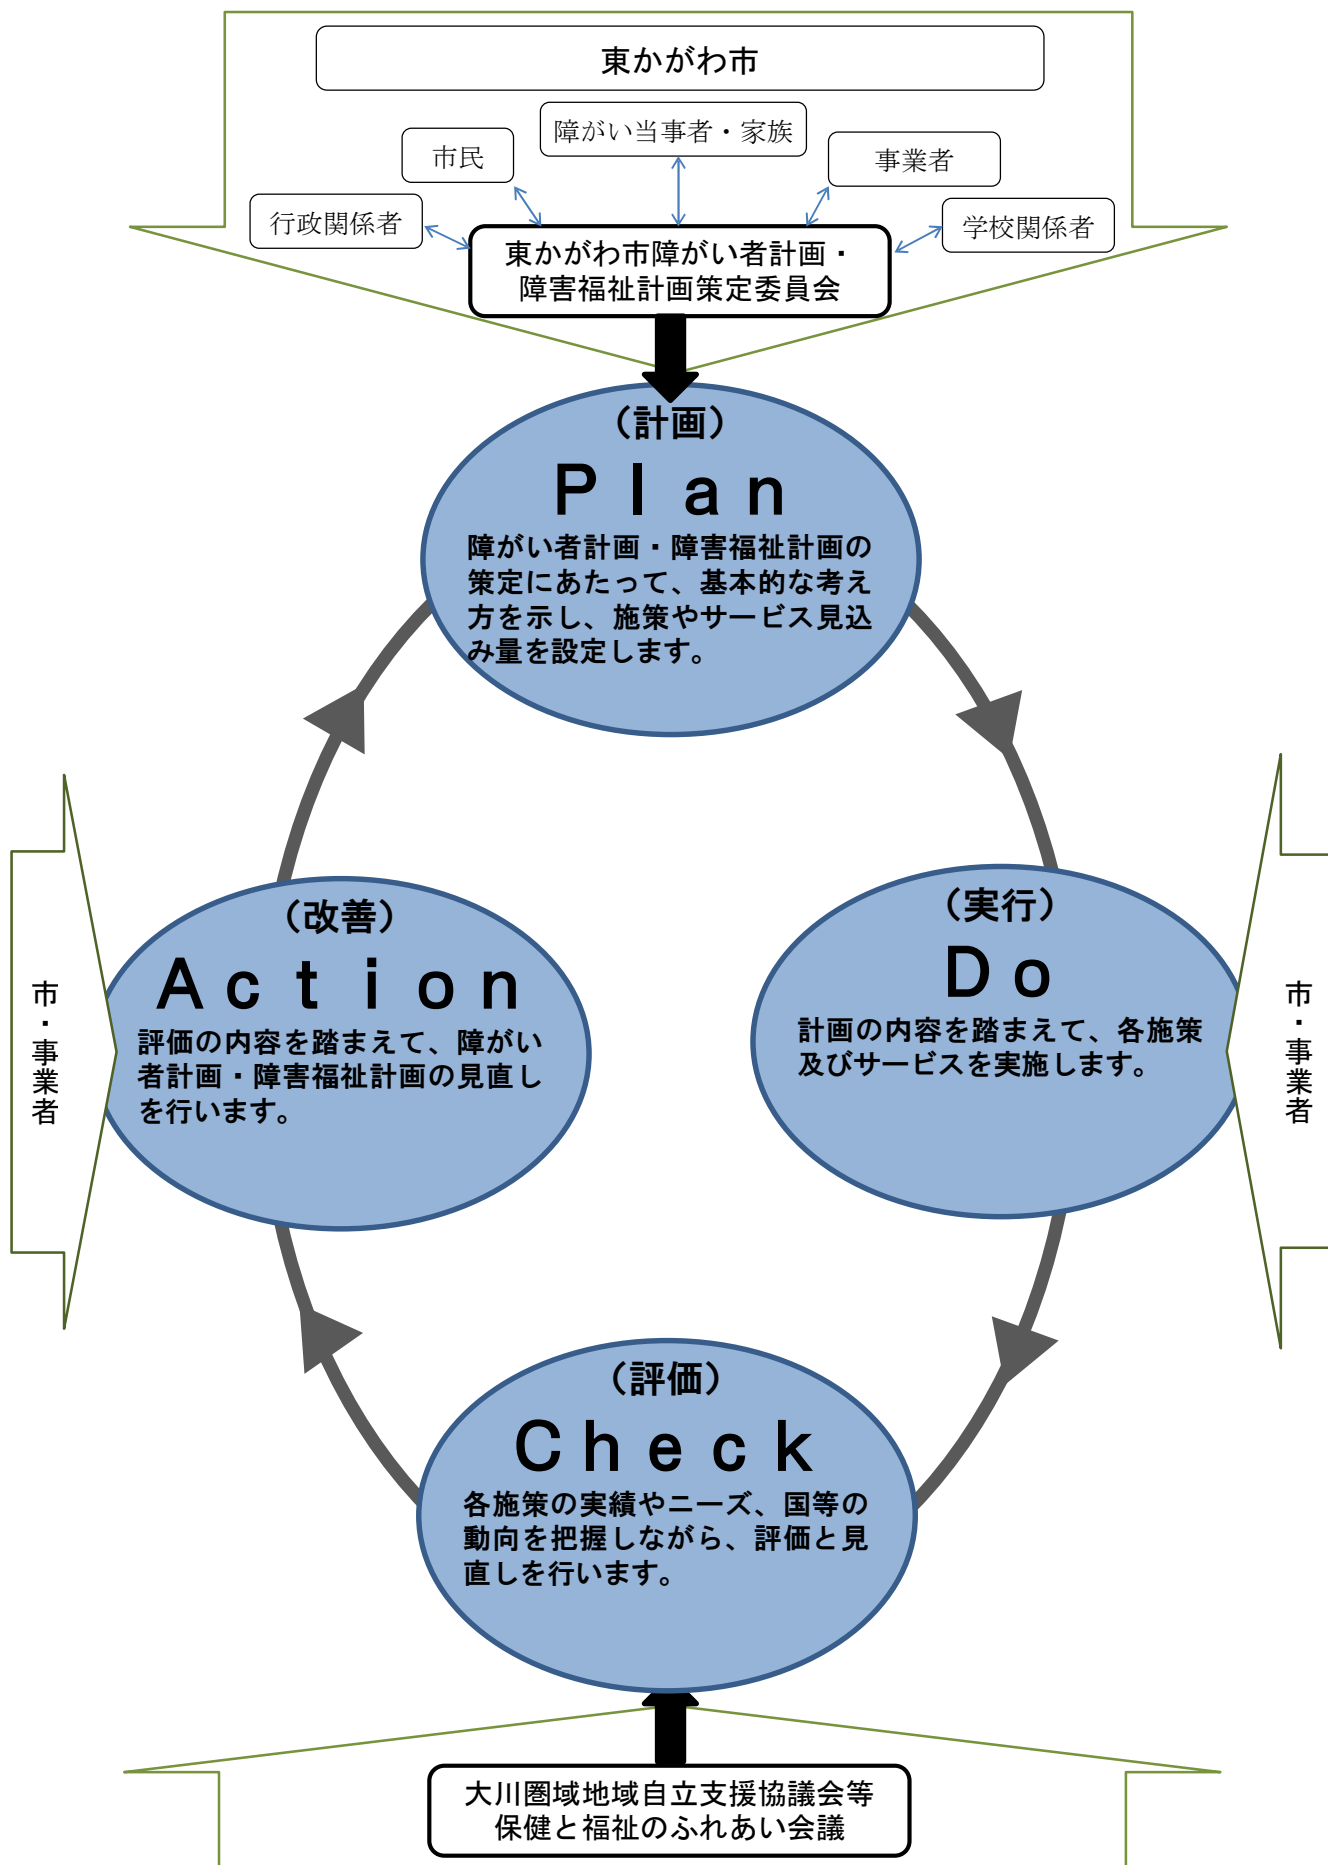 東かがわ市
障がい当事者・家族
市民
事業者
行政関係者
学校関係者
東かがわ市障がい者計画・
障害福祉計画策定委員会
（計画）
Ｐｌａｎ
障がい者計画・障害福祉計画の
策定にあたって、基本的な考え
方を示し、施策やサービス見込
み量を設定します。
（実行）
Ｄｏ
計画の内容を踏まえて、各施策
及びサービスを実施します。
市・事業者
（改善）
Ａｃｔｉｏｎ
評価の内容を踏まえて、障がい
者計画・障害福祉計画の見直し
を行います。
市・事業者
（評価）
Ｃｈｅｃｋ
各施策の実績やニーズ、国等の
動向を把握しながら、評価と見
直しを行います。
大川圏域地域自立支援協議会等
保健と福祉のふれあい会議